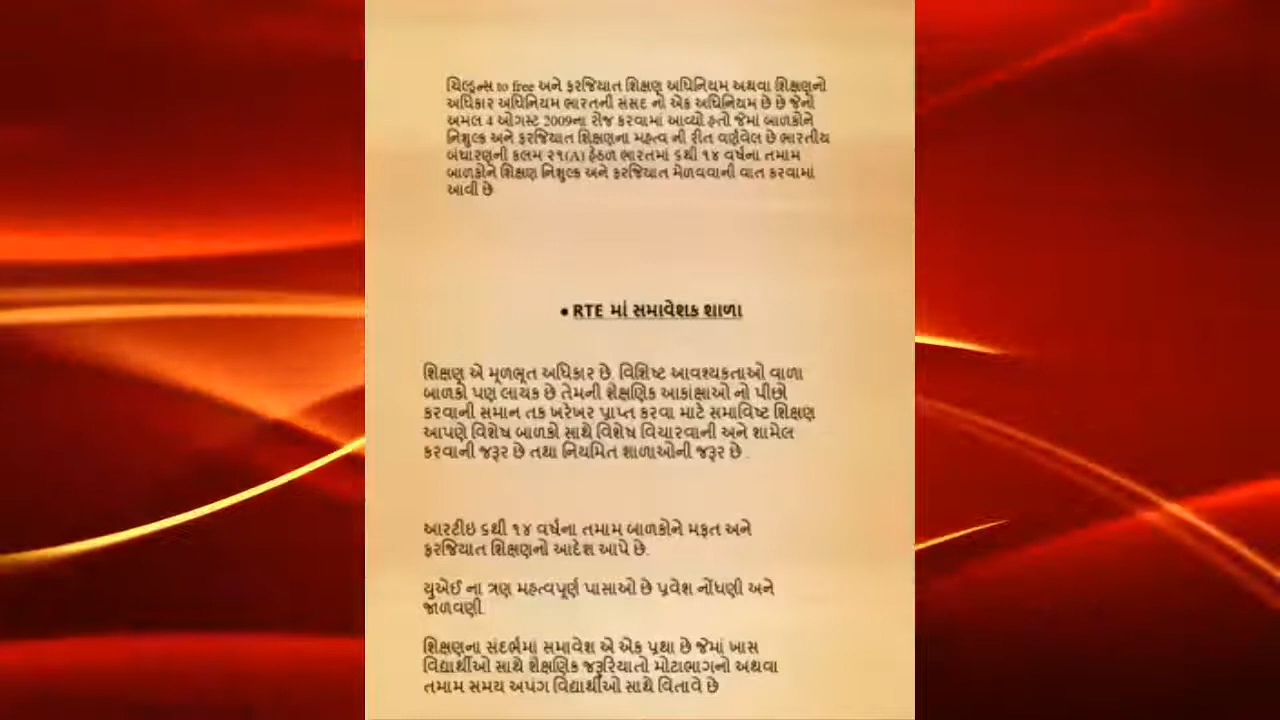 ચિલ્ડ્રન્સ to free અને ફરજિયાત શિક્ષણ અધિનિયમ અથવા શિક્ષણનો
અધિકાર અધિનિયમ ભારતની સંસદ નો એક અધિનિયમ છે છે જેનો
અમલ 4 ઓગસ્ટ 2009ના રોજ કરવામાં આવ્યો હતો જેમાં બાળકોને
નિશુલ્ક અને ફરજિયાત શિક્ષણના મહત્વ ની રીત વર્ણવેલ છે ભારતીય
બંધારણની કલમ ૨૧(A) હેઠળ ભારતમાં ૬થી ૧૪ વર્ષના તમામ
બાળકોને શિક્ષણ નિશુલ્ક અને ફરજિયાત મેળવવાની વાત કરવામાં
આવી છે
• RTE માં સમાવેશક શાળા
શિક્ષણ એ મૂળભૂત અધિકાર છે. વિશિષ્ટ આવશ્યકતાઓ વાળા
બાળકો પણ લાયક છે તેમની શૈક્ષણિક આકાંક્ષાઓ નો પીછો
કરવાની સમાન તક ખરેખર પ્રાપ્ત કરવા માટે સમાવિષ્ટ શિક્ષણ
આપણે વિશેષ બાળકો સાથે વિશેષ વિચારવાની અને શામેલ
કરવાની જરૂર છે તથા નિયમિત શાળાઓની જરૂર છે .
આરટીઇ ૬થી ૧૪ વર્ષના તમામ બાળકોને મફત અને
ફરજિયાત શિક્ષણનો આદેશ આપે છે.
યુએઈ ના ત્રણ મહત્વપૂર્ણ પાસાઓ છે પ્રવેશ નોંધણી અને
જાળવણી.
શિક્ષણના સંદર્ભમાં સમાવેશ એ એક પ્રથા છે જેમાં ખાસ
વિદ્યાર્થીઓ સાથે શૈક્ષણિક જરૂરિયાતો મોટાભાગનો અથવા
તમામ સમય અપંગ વિદ્યાર્થીઓ સાથે વિતાવે છે